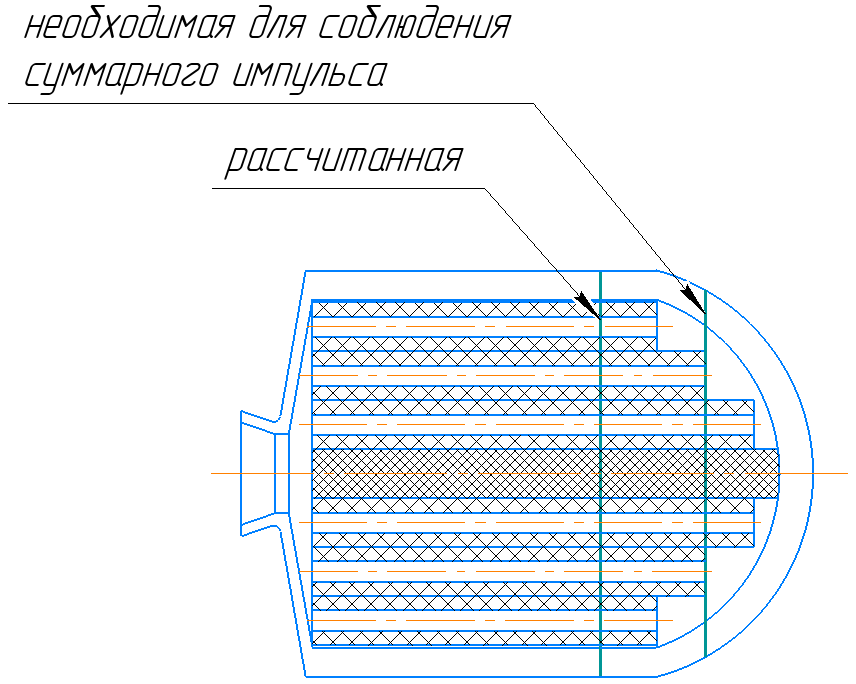 необходимая для соблюдения
суммарного импульса
рассчитанная